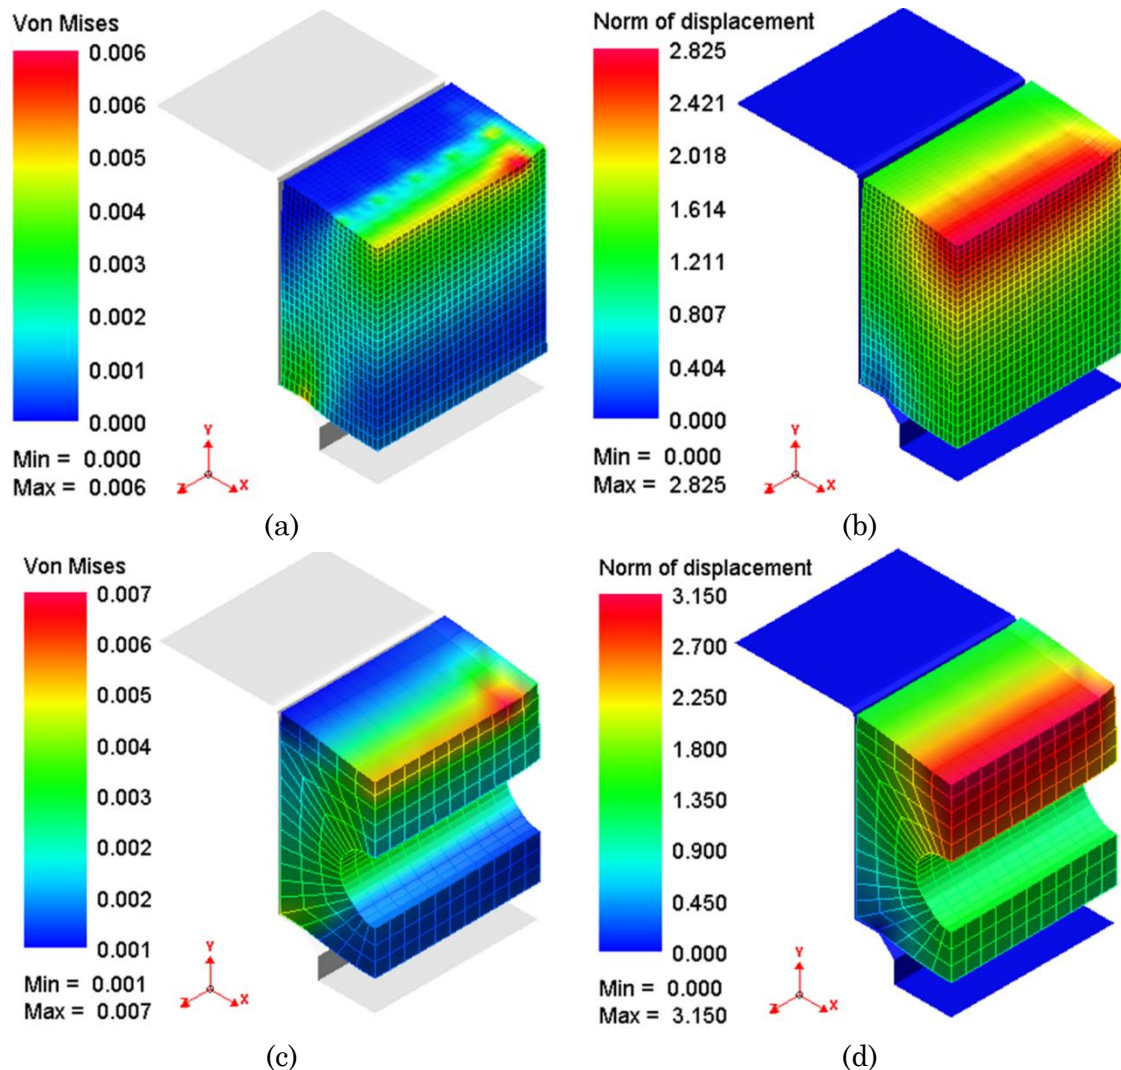 Von Mises
0.006
0.006
0.005
0.004
0.003
0.002
0.001
0.000
Min = 0.000
Max = 0.006
Y
Z
X
(a)
Norm of displacement
2.825
2.421
2.018
1.614
1.211
0.807
0.404
0.000
Min = 0.000
Max = 2.825
Y
Z
X
(b)
Von Mises
0.007
0.006
0.005
0.004
0.003
0.002
0.002
0.001
Min = 0.001
Max = 0.007
Y
Z
X
(c)
Norm of displacement
3.150
2.700
2.250
1.800
1.350
0.900
0.450
0.000
Min = 0.000
Max = 3.150
Y
Z
X
(d)